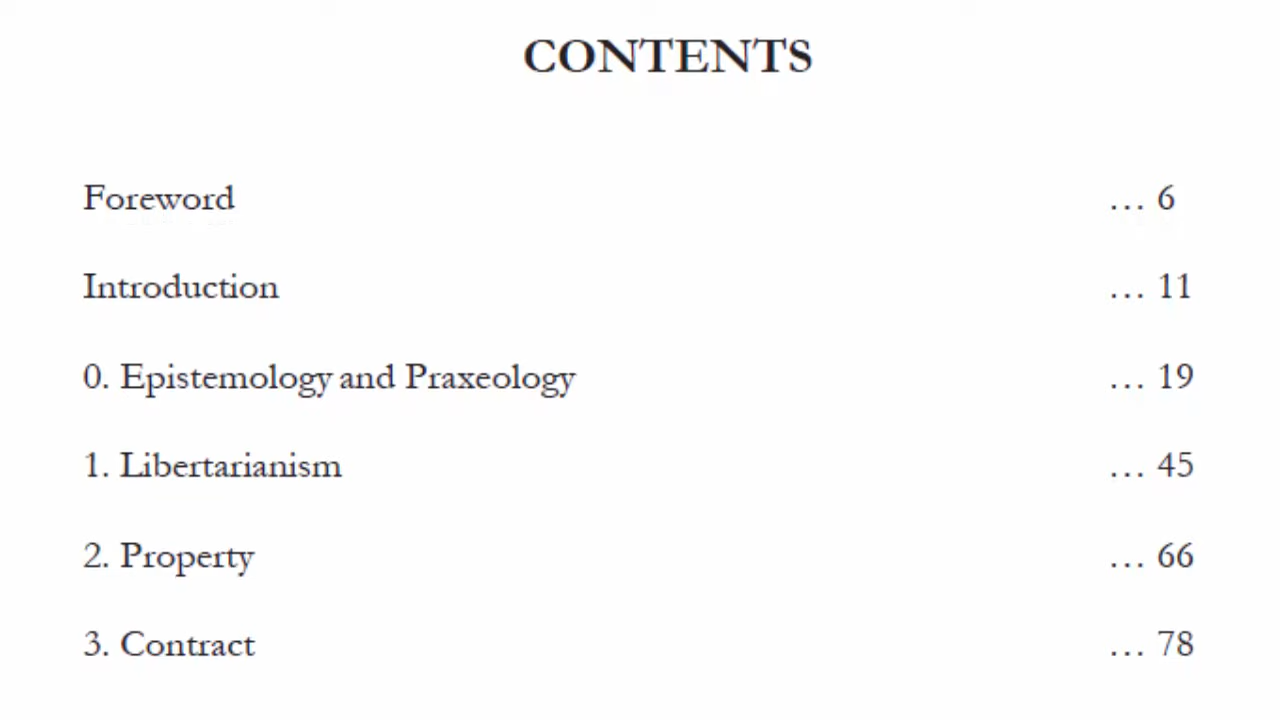 CONTENTS
Foreword ... 6
Introduction ... 11
0. Epistemology and Praxeology ... 19
1. Libertarianism ... 45
2. Property ... 66
3. Contract ... 78